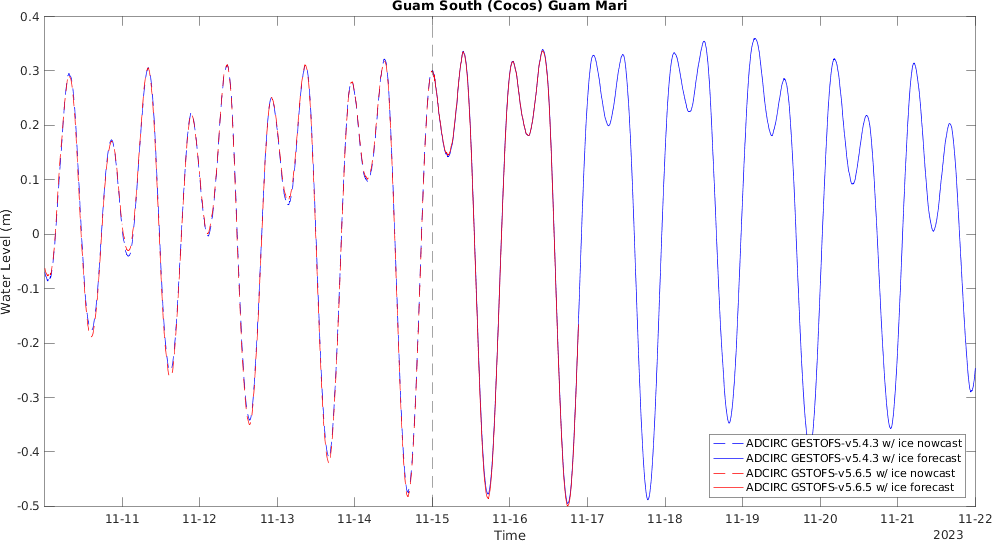 Guam South (Cocos) Guam Mari
Water Level (m)
0.4
0.3
0.2
0.1
0
-0.1
-0.2
-0.3
-0.4
-0.5
ADCIRC GESTOFS-v5.4.3 w/ ice nowcast
ADCIRC GESTOFS-v5.4.3 w/ ice forecast
ADCIRC GSTOFS-v5.6.5 w/ ice nowcast
ADCIRC GSTOFS-v5.6.5 w/ ice forecast
11-11 11-12 11-13 11-14 11-15 11-16 11-17 11-18 11-19 11-20 11-21 11-22
Time
2023